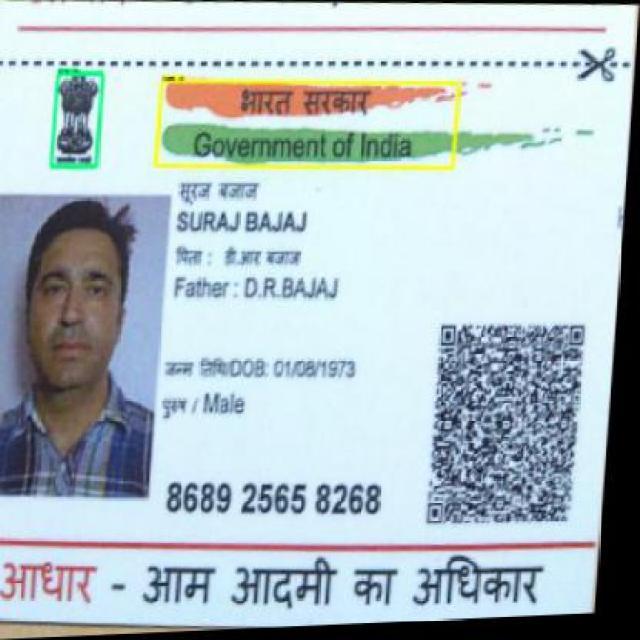 भारत सरकार
Government of India
सूरज बजाज
SURAJ BAJAJ
पिता : डी.आर बजाज
Father : D.R.BAJAJ
जन्म तिथि/DOB: 01/08/1973
पुरुष / Male
8689 2565 8268
आधार - आम आदमी का अधिकार